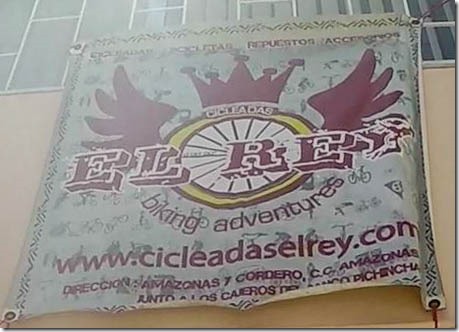 CICLEADAS BICICLETAS REPUESTOS ACCESORIOS
CICLEADAS
EL REY
biking adventures
www.cicleadaselrey.com
DIRECCION: AMAZONAS Y CORDERO, C.C. AMAZONAS
JUNTO A LOS CAJEROS DEL BANCO PICHINCHA